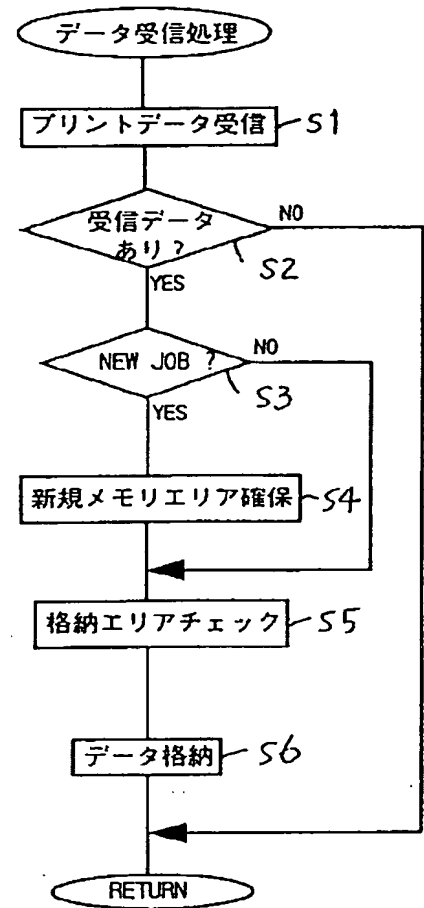 データ受信処理
プリントデータ受信 S1
受信データ
あり?
NO
S2
YES
NEW JOB ?
NO
S3
YES
新規メモリエリア確保 S4
格納エリアチェック S5
データ格納 S6
RETURN